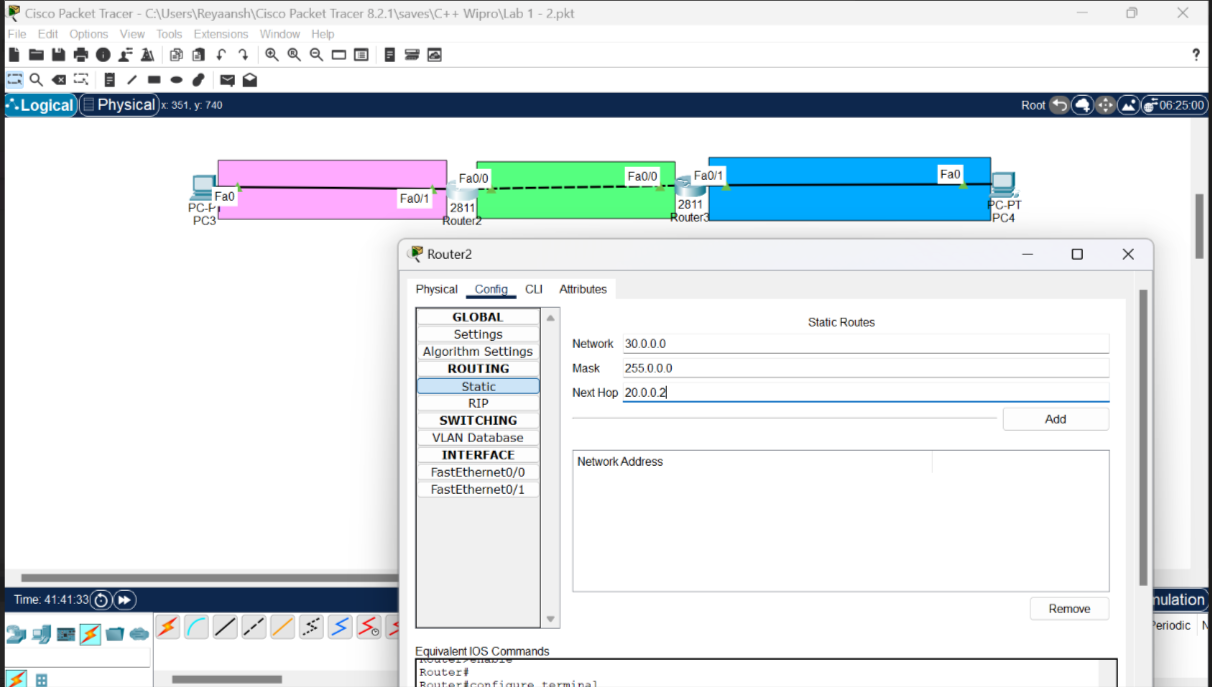 Cisco Packet Tracer - C:\Users\Reyaansh\Cisco Packet Tracer 8.2.1\saves\C++ Wipro\Lab 1 - 2.pkt
File Edit Options View Tools Extensions Window Help
?
Logical Physical x: 351, y: 740 Root 06:25:00
Fa0 Fa0/1 Fa0/0 Fa0/0 Fa0/1 Fa0
PC-P 2811 2811 PC-PT
PC3 Router2 Router3 PC4
Router2
Physical Config CLI Attributes
GLOBAL
Settings
Algorithm Settings
ROUTING
Static
RIP
SWITCHING
VLAN Database
INTERFACE
FastEthernet0/0
FastEthernet0/1
Static Routes
Network 30.0.0.0
Mask 255.0.0.0
Next Hop 20.0.0.2
Add
Network Address
Remove
Equivalent IOS Commands
Router>enable
Router#
Router#configure terminal
Time: 41:41:33
nulation
Periodic N